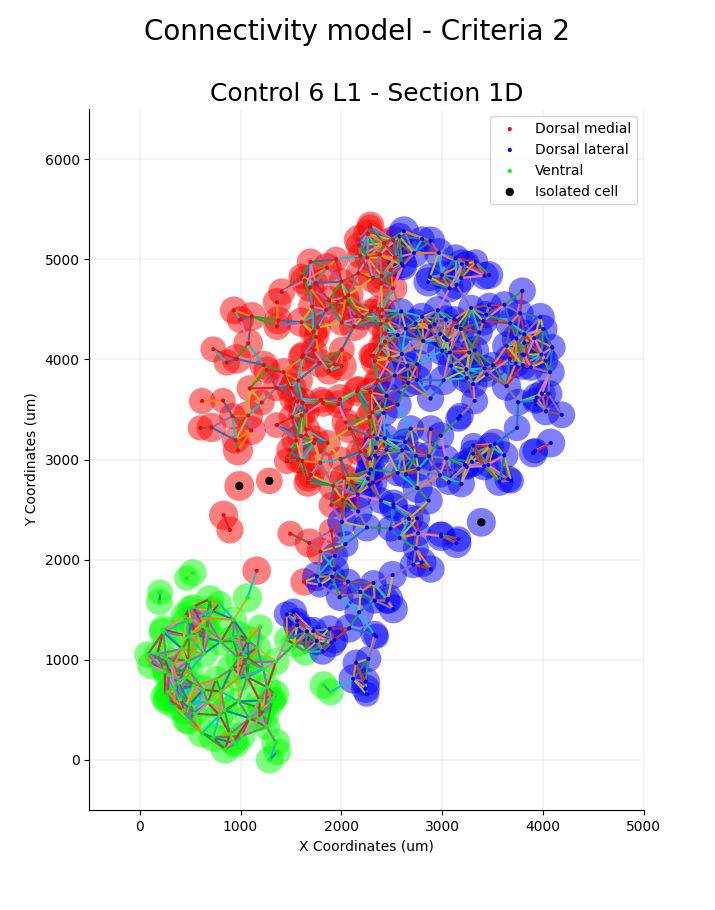 Connectivity model - Criteria 2
Control 6 L1 - Section 1D
Dorsal medial
Dorsal lateral
Ventral
Isolated cell
6000
5000
4000
3000
2000
1000
0
Y Coordinates (um)
0 1000 2000 3000 4000 5000
X Coordinates (um)